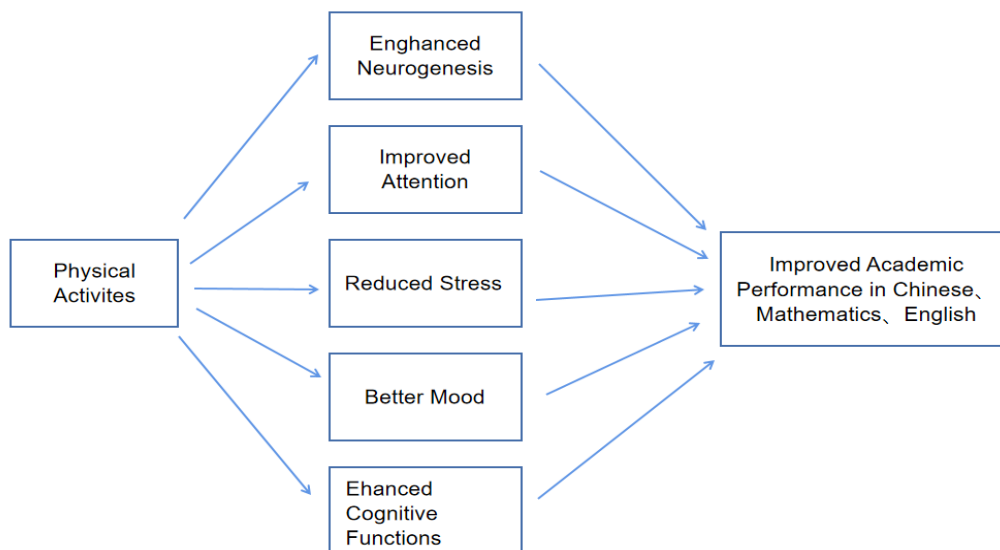 Enghanced
Neurogenesis
Improved
Attention
Physical
Activites
Reduced Stress
Improved Academic
Performance in Chinese、
Mathematics、English
Better Mood
Ehanced
Cognitive
Functions